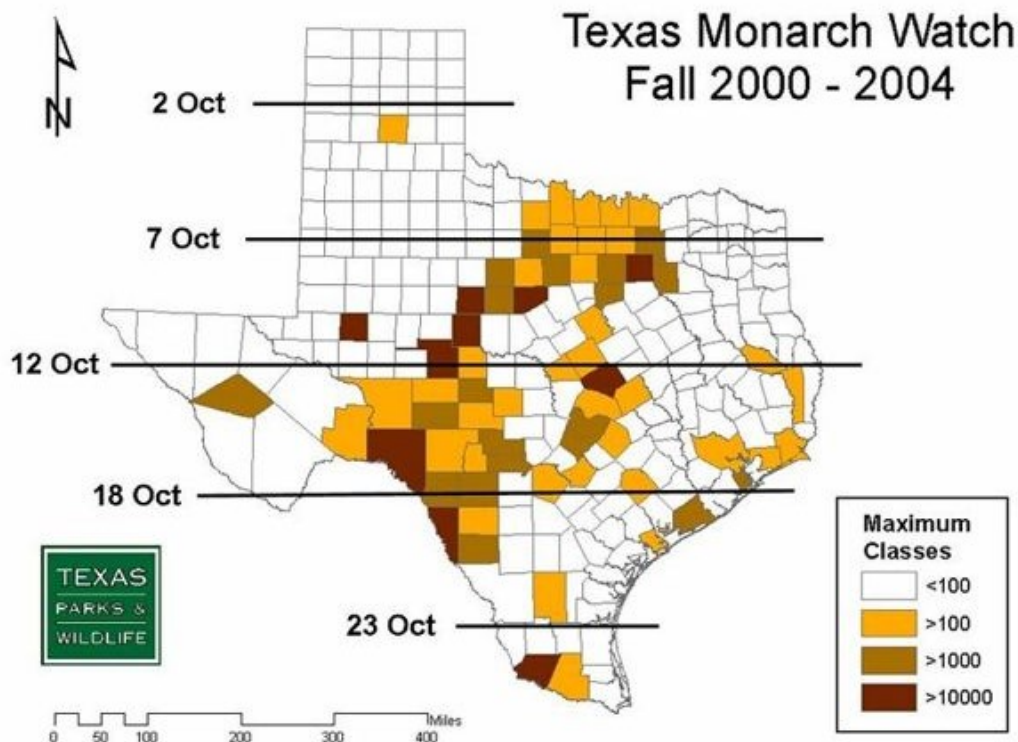 Texas Monarch Watch
Fall 2000 - 2004
N
2 Oct
7 Oct
12 Oct
18 Oct
23 Oct
TEXAS
PARKS &
WILDLIFE
Maximum
Classes
<100
>100
>1000
>10000
Miles
0 50 100 200 300 400